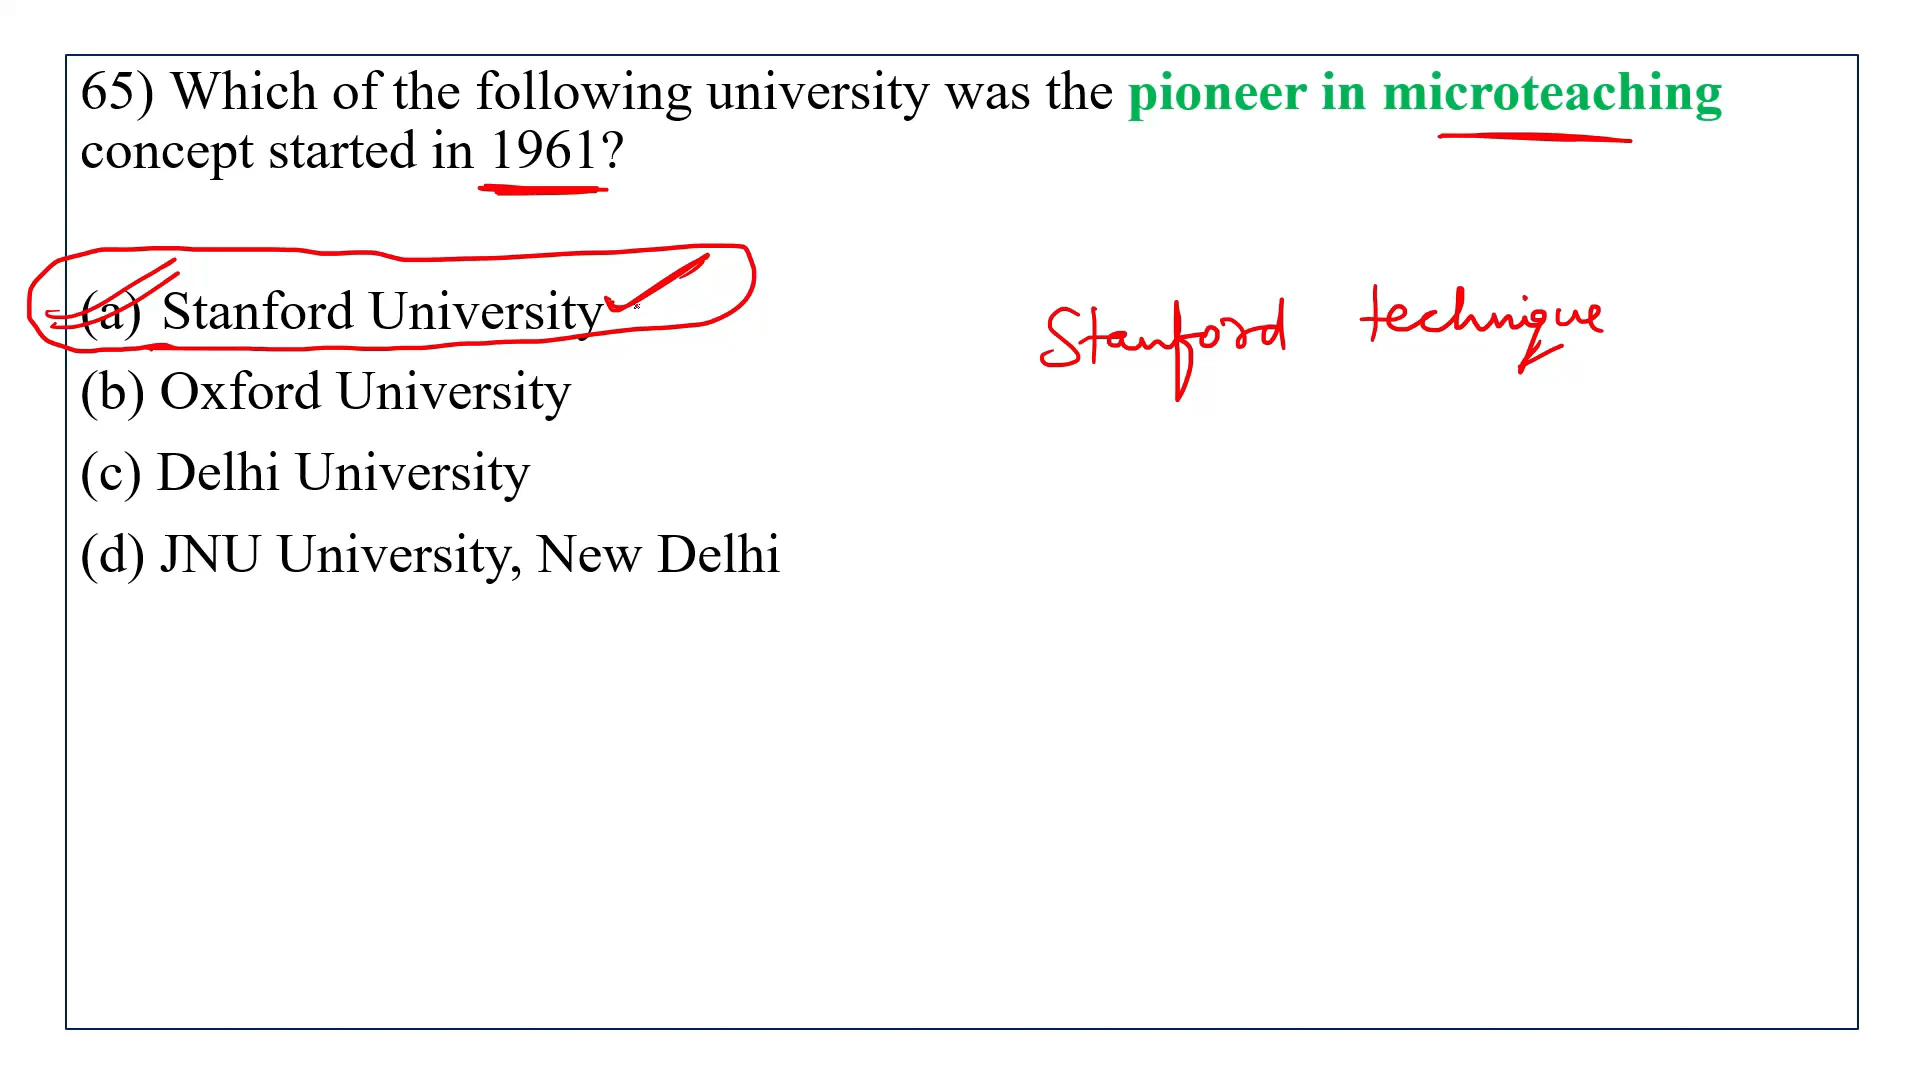 65) Which of the following university was the pioneer in microteaching
concept started in 1961?
(a) Stanford University
Stanford technique
(b) Oxford University
(c) Delhi University
(d) JNU University, New Delhi